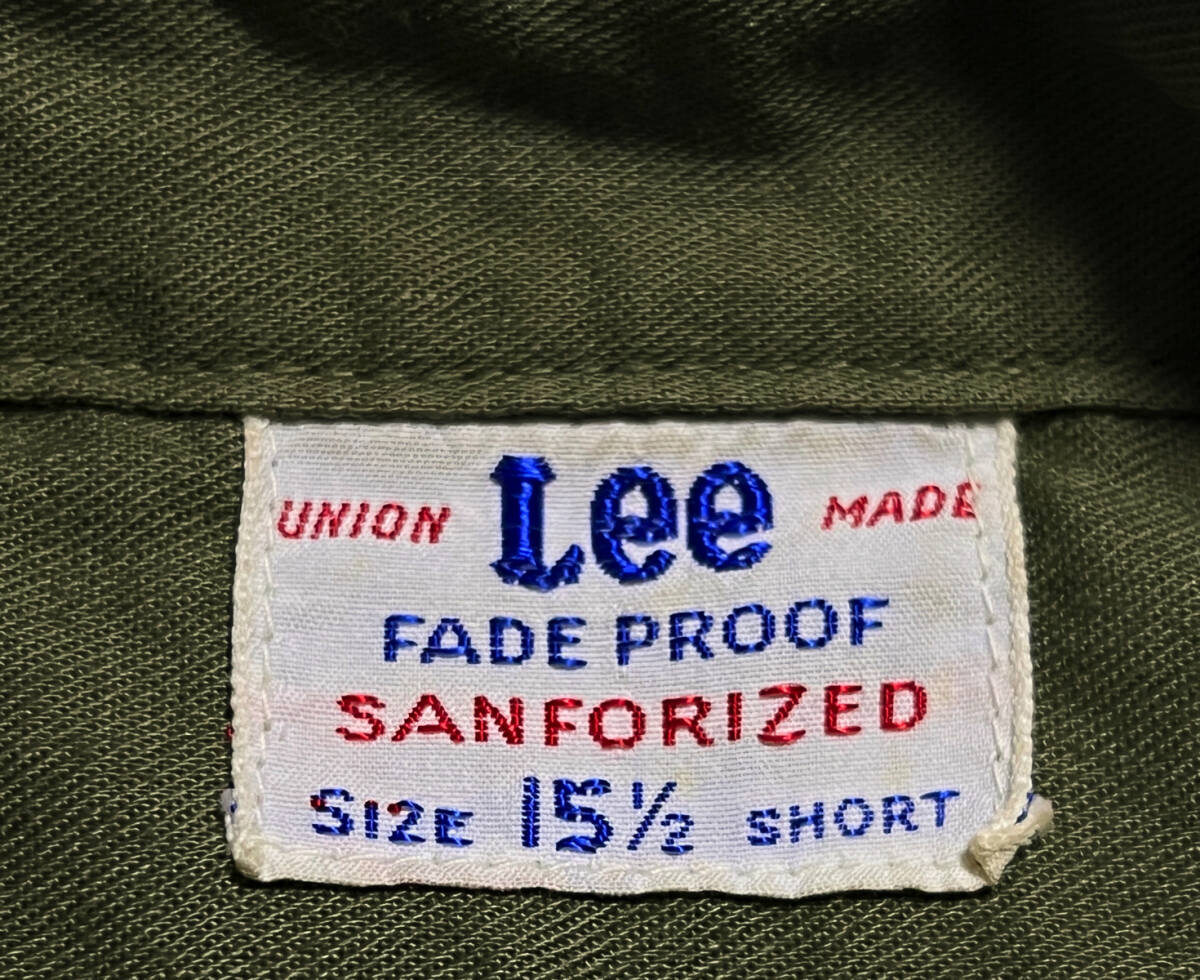 UNION Lee MADE
FADE PROOF
SANFORIZED
SIZE 15½ SHORT